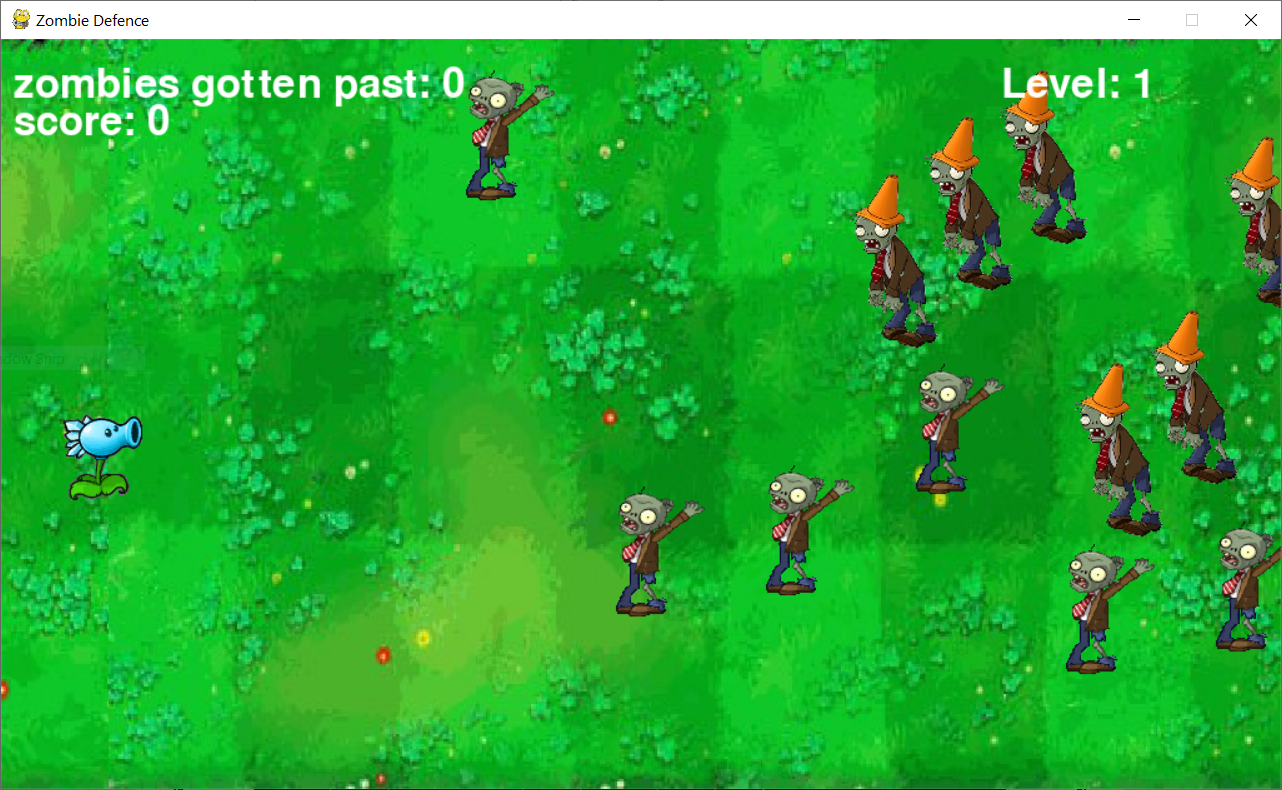 Zombie Defence
zombies gotten past: 0
score: 0
Level: 1